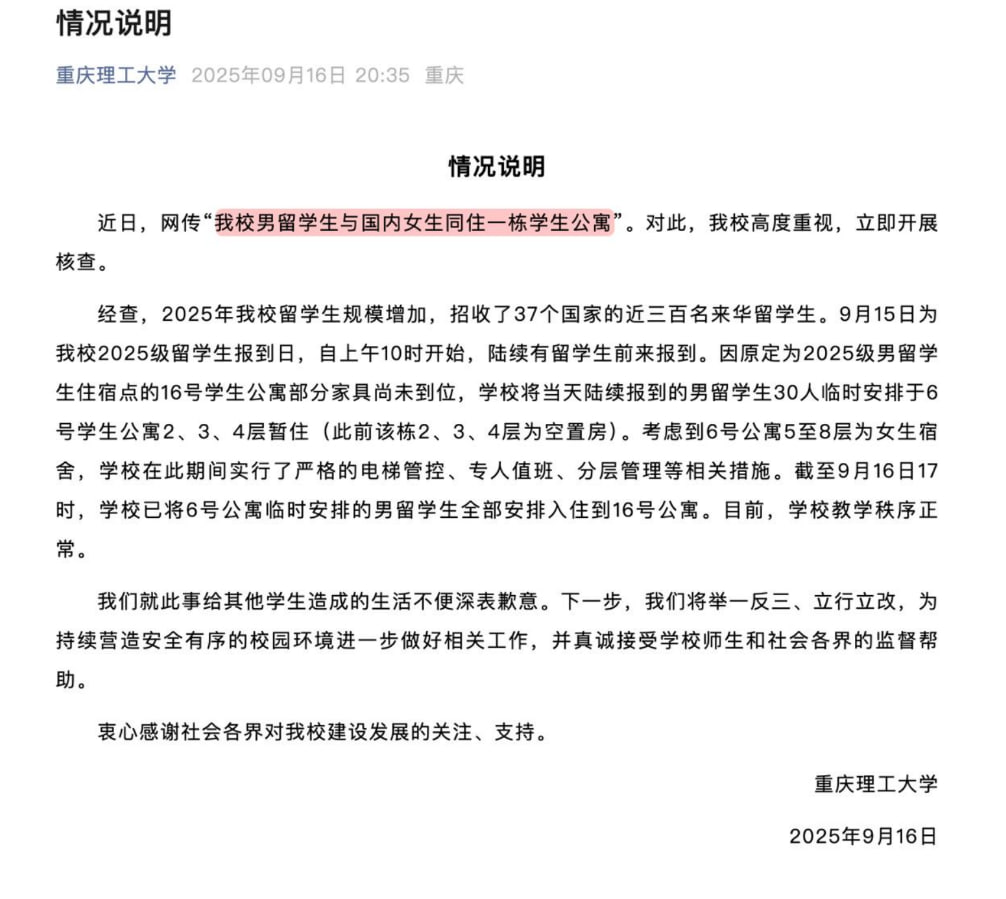 情况说明
重庆理工大学 2025年09月16日 20:35 重庆
情况说明
近日，网传“我校男留学生与国内女生同住一栋学生公寓”。对此，我校高度重视，立即开展
核查。
经查，2025年我校留学生规模增加，招收了37个国家的近三百名来华留学生。9月15日为
我校2025级留学生报到日，自上午10时开始，陆续有留学生前来报到。因原定为2025级男留学
生住宿点的16号学生公寓部分家具尚未到位，学校将当天陆续报到的男留学生30人临时安排于6
号学生公寓2、3、4层暂住（此前该栋2、3、4层为空置房）。考虑到6号公寓5至8层为女生宿
舍，学校在此期间实行了严格的电梯管控、专人值班、分层管理等相关措施。截至9月16日17
时，学校已将6号公寓临时安排的男留学生全部安排入住到16号公寓。目前，学校教学秩序正
常。
我们就此事给其他学生造成的生活不便深表歉意。下一步，我们将举一反三、立行立改，为
持续营造安全有序的校园环境进一步做好相关工作，并真诚接受学校师生和社会各界的监督帮
助。
衷心感谢社会各界对我校建设发展的关注、支持。
重庆理工大学
2025年9月16日